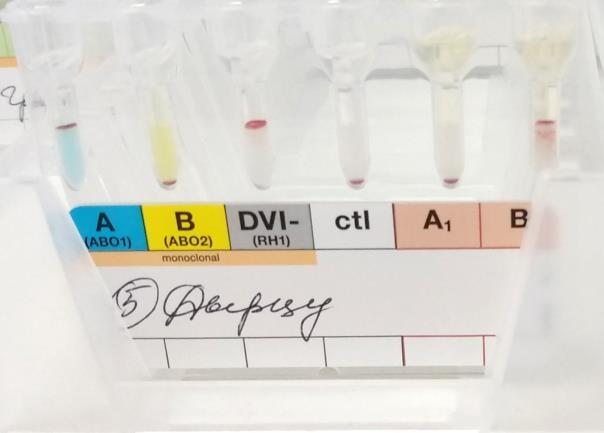 A B DVI- ctl A₁ B
(ABO1) (ABO2) (RH1)
monoclonal
⑤